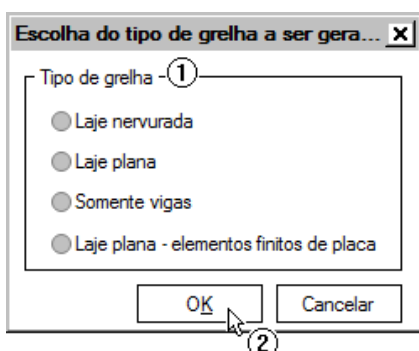 Escolha do tipo de grelha a ser gera...
Tipo de grelha 1
Laje nervurada
Laje plana
Somente vigas
Laje plana - elementos finitos de placa
OK Cancelar
2